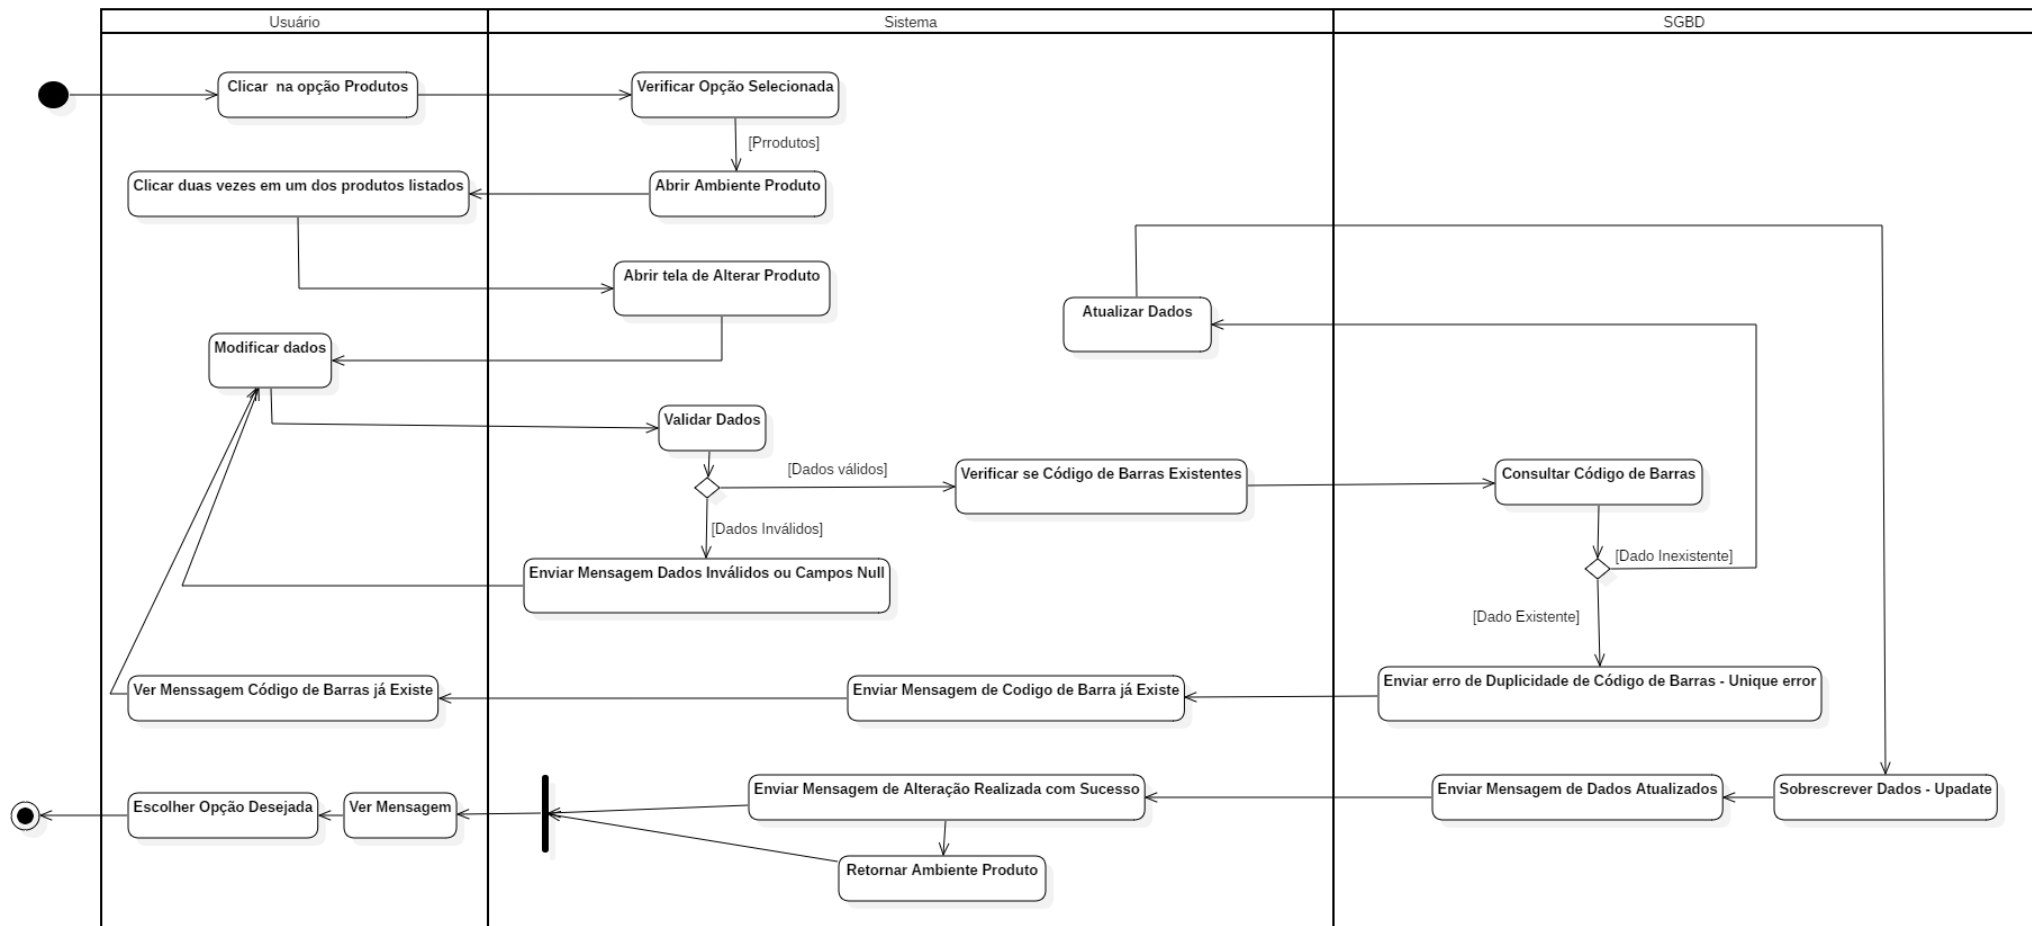 Usuário
Sistema
SGBD
Clicar  na opção Produtos
Verificar Opção Selecionada
[Prrodutos]
Clicar duas vezes em um dos produtos listados
Abrir Ambiente Produto
Abrir tela de Alterar Produto
Atualizar Dados
Modificar dados
Validar Dados
[Dados válidos]
Verificar se Código de Barras Existentes
Consultar Código de Barras
[Dados Inválidos]
[Dado Inexistente]
Enviar Mensagem Dados Inválidos ou Campos Null
[Dado Existente]
Ver Menssagem Código de Barras já Existe
Enviar Mensagem de Codigo de Barra já Existe
Enviar erro de Duplicidade de Código de Barras - Unique error
Escolher Opção Desejada
Ver Mensagem
Enviar Mensagem de Alteração Realizada com Sucesso
Enviar Mensagem de Dados Atualizados
Sobrescrever Dados - Upadate
Retornar Ambiente Produto